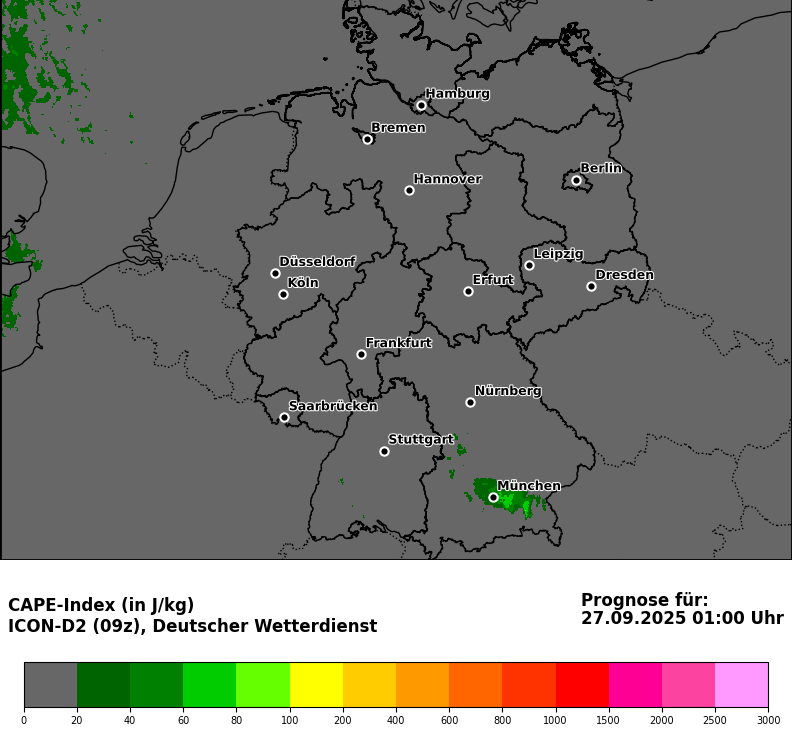 Hamburg
Bremen
Berlin
Hannover
Leipzig
Düsseldorf
Dresden
Erfurt
Köln
Frankfurt
Nürnberg
Saarbrücken
Stuttgart
München
CAPE-Index (in J/kg)
ICON-D2 (09z), Deutscher Wetterdienst
Prognose für:
27.09.2025 01:00 Uhr
0 20 40 60 80 100 200 400 600 800 1000 1500 2000 2500 3000